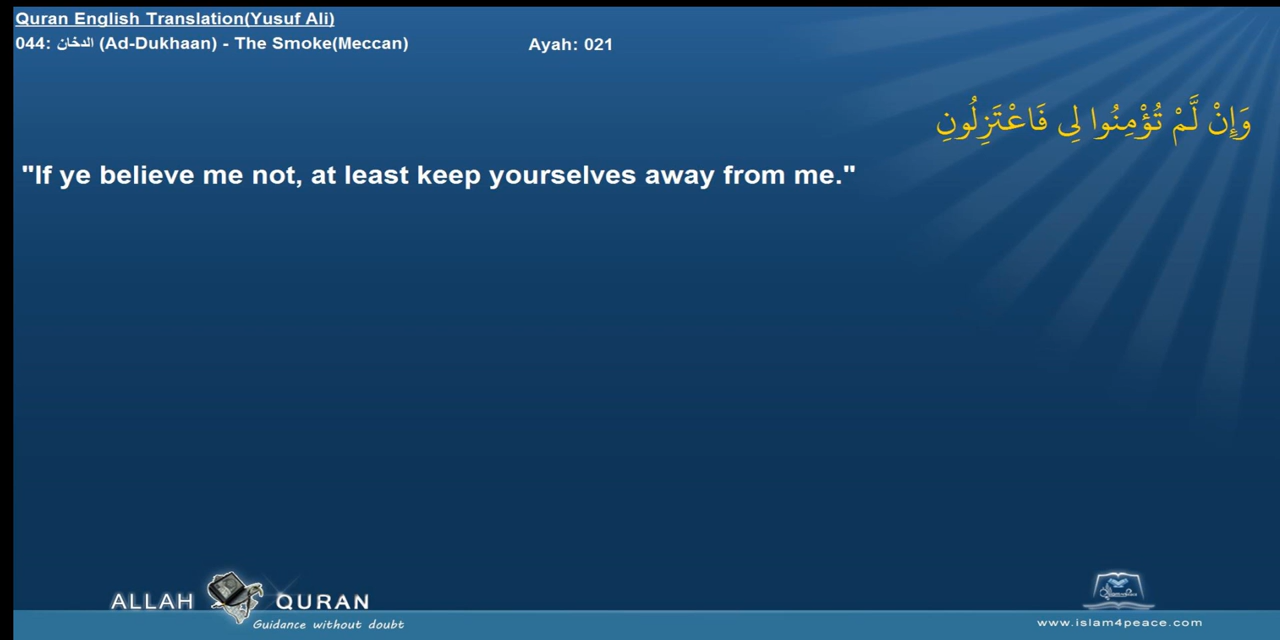 Quran English Translation(Yusuf Ali)
044: الدخان (Ad-Dukhaan) - The Smoke(Meccan) Ayah: 021
وَإِنْ لَّمْ تُؤْمِنُوا لِي فَاعْتَزِلُونِ
"If ye believe me not, at least keep yourselves away from me."
ALLAH QURAN
Guidance without doubt
www.islam4peace.com